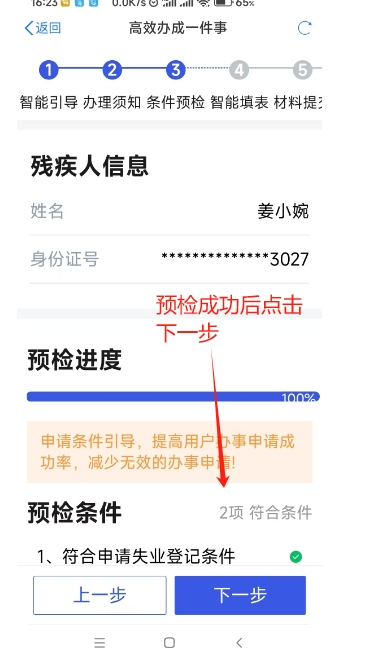 16:23 0.0K/s 65%
返回 高效办成一件事
1 2 3 4 5
智能引导 办理须知 条件预检 智能填表 材料提交
残疾人信息
姓名 姜小婉
身份证号 **************3027
预检成功后点击
下一步
预检进度
100%
申请条件引导，提高用户办事申请成
功率，减少无效的办事申请!
预检条件 2项 符合条件
1、符合申请失业登记条件
上一步 下一步